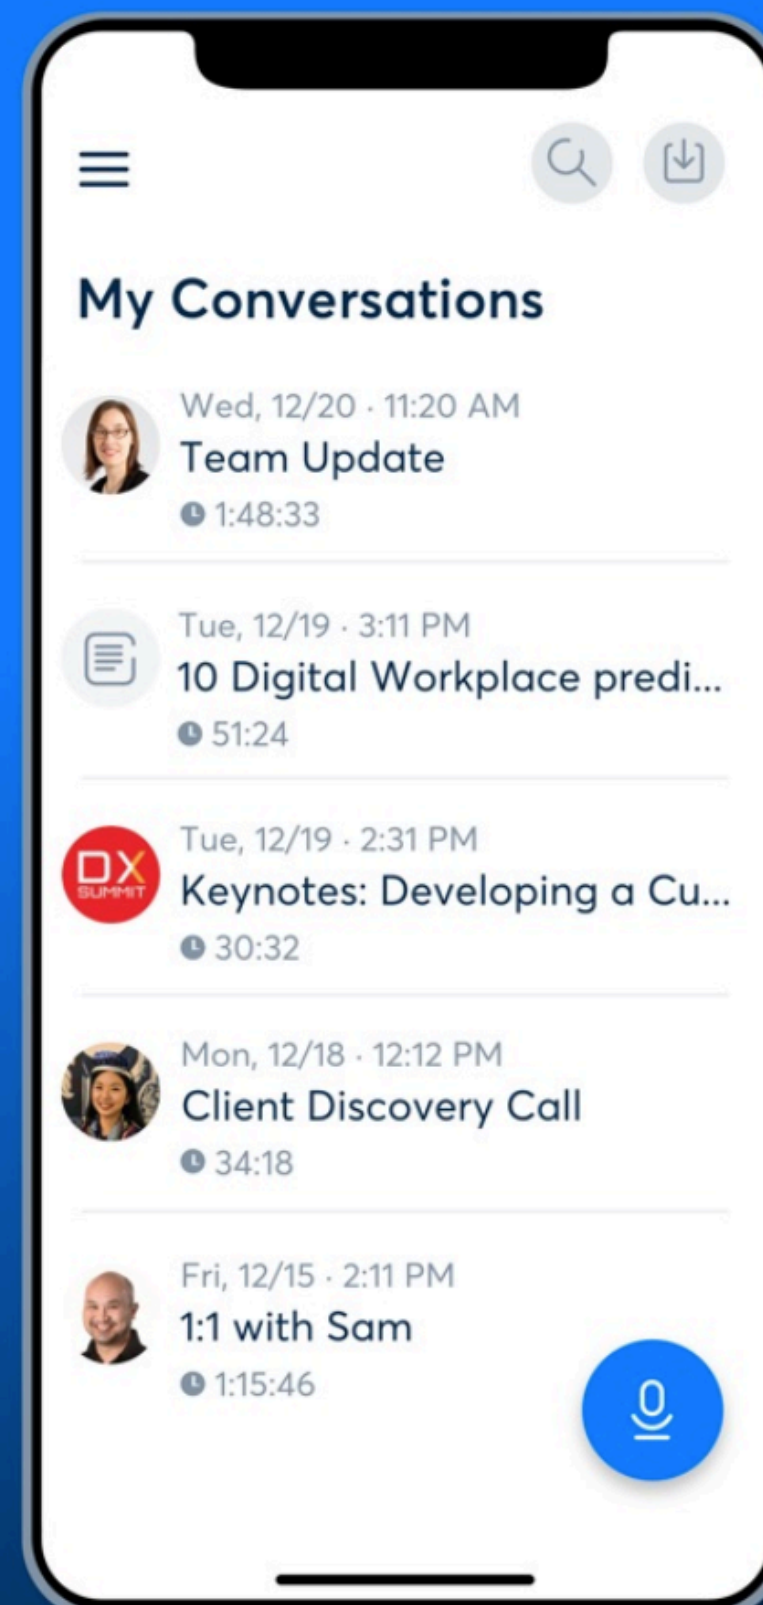 My Conversations
Wed, 12/20 · 11:20 AM
Team Update
1:48:33
Tue, 12/19 · 3:11 PM
10 Digital Workplace predi...
51:24
Tue, 12/19 · 2:31 PM
DX
SUMMIT
Keynotes: Developing a Cu...
30:32
Mon, 12/18 · 12:12 PM
Client Discovery Call
34:18
Fri, 12/15 · 2:11 PM
1:1 with Sam
1:15:46